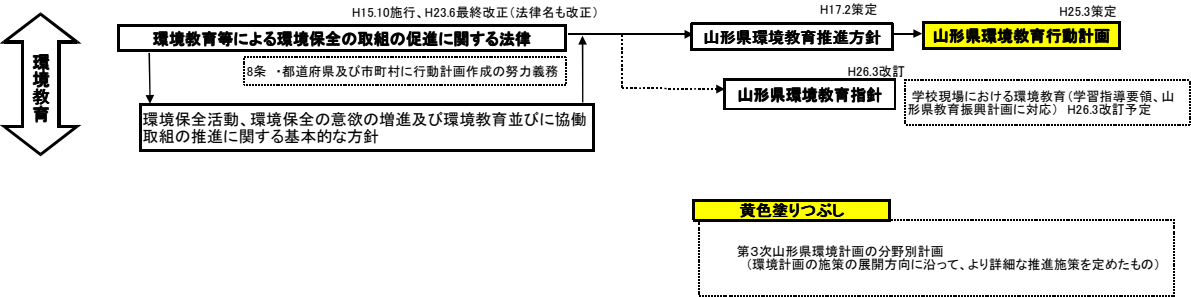 H15.10施行、H23.6最終改正(法律名も改正)
H17.2策定
H25.3策定
環境教育
環境教育等による環境保全の取組の促進に関する法律
山形県環境教育推進方針
山形県環境教育行動計画
8条 ・都道府県及び市町村に行動計画作成の努力義務
H26.3改訂
山形県環境教育指針
学校現場における環境教育(学習指導要領、山
形県教育振興計画に対応) H26.3改訂予定
環境保全活動、環境保全の意欲の増進及び環境教育並びに協働
取組の推進に関する基本的な方針
黄色塗りつぶし
第3次山形県環境計画の分野別計画
(環境計画の施策の展開方向に沿って、より詳細な推進施策を定めたもの)